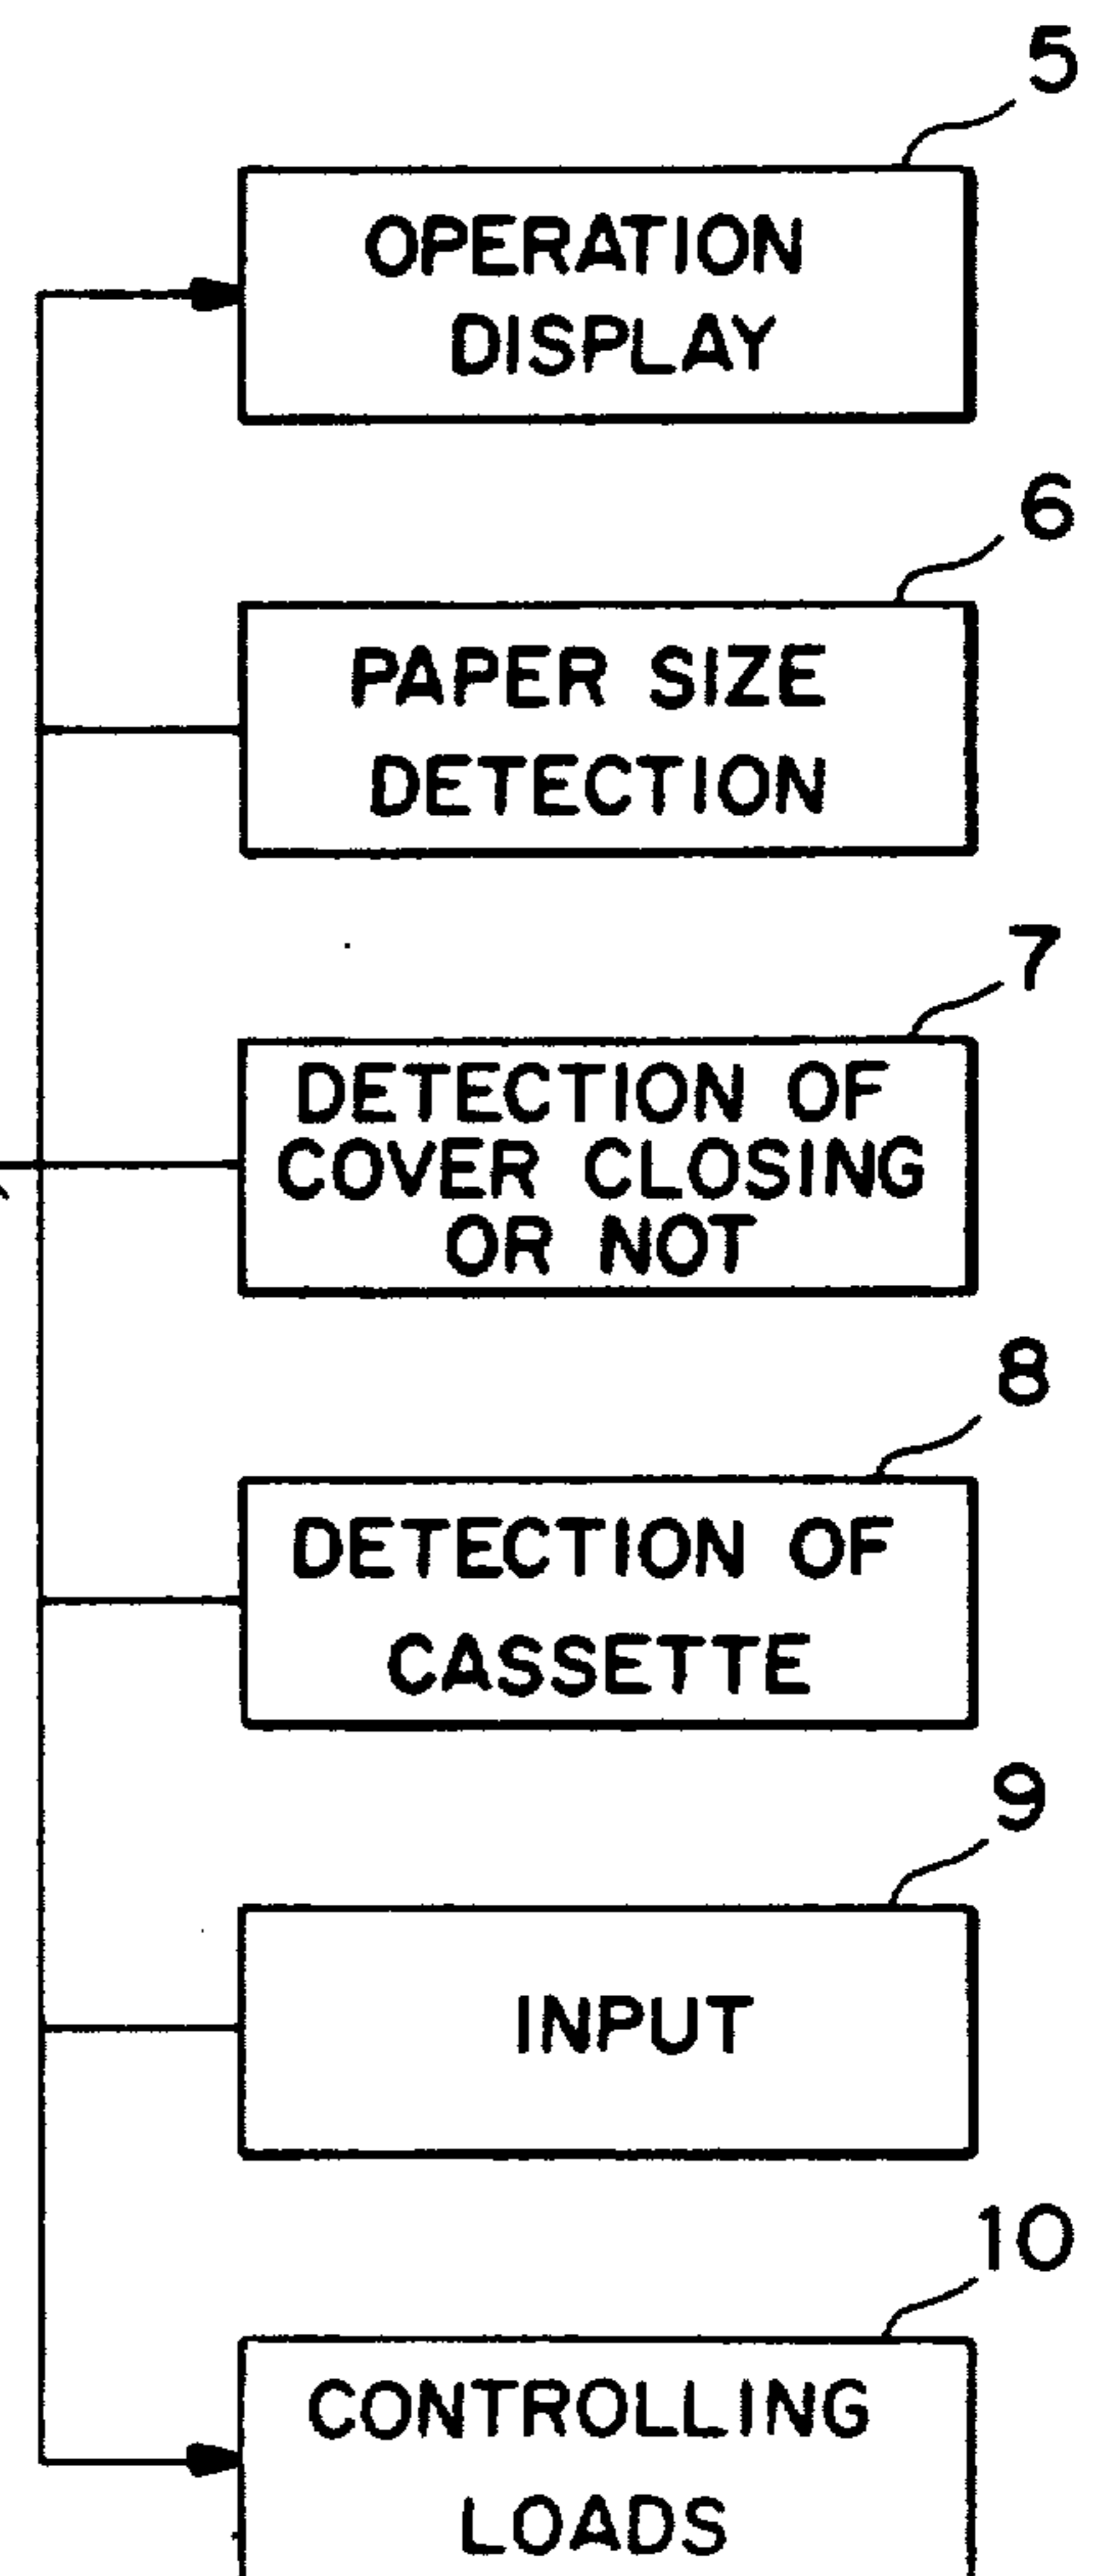 5
OPERATION
DISPLAY
6
PAPER SIZE
DETECTION
7
DETECTION OF
COVER CLOSING
OR NOT
8
DETECTION OF
CASSETTE
9
INPUT
10
CONTROLLING
LOADS